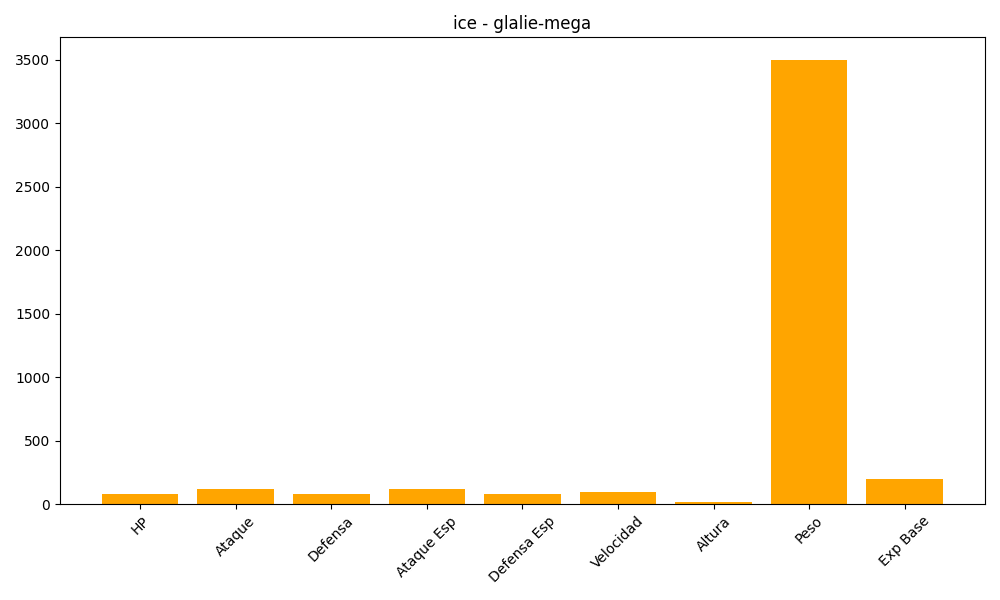 ice - glalie-mega
3500
3000
2500
2000
1500
1000
500
0
HP
Ataque
Defensa
Ataque Esp
Defensa Esp
Velocidad
Altura
Peso
Exp Base